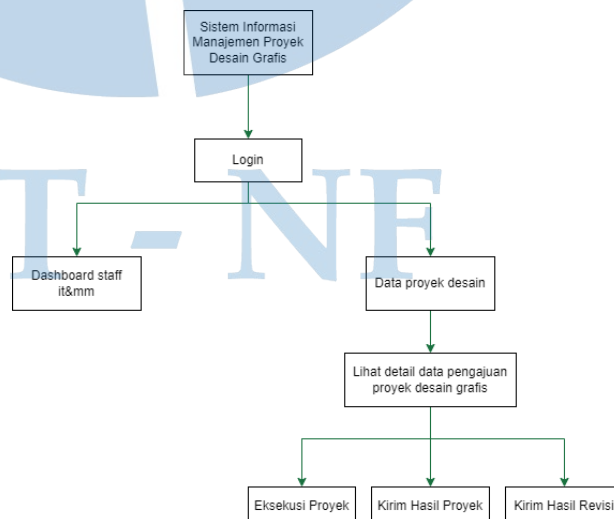 Sistem Informasi
Manajemen Proyek
Desain Grafis
Login
Dashboard staff
it&mm
Data proyek desain
Lihat detail data pengajuan
proyek desain grafis
Eksekusi Proyek
Kirim Hasil Proyek
Kirim Hasil Revisi
T - NF